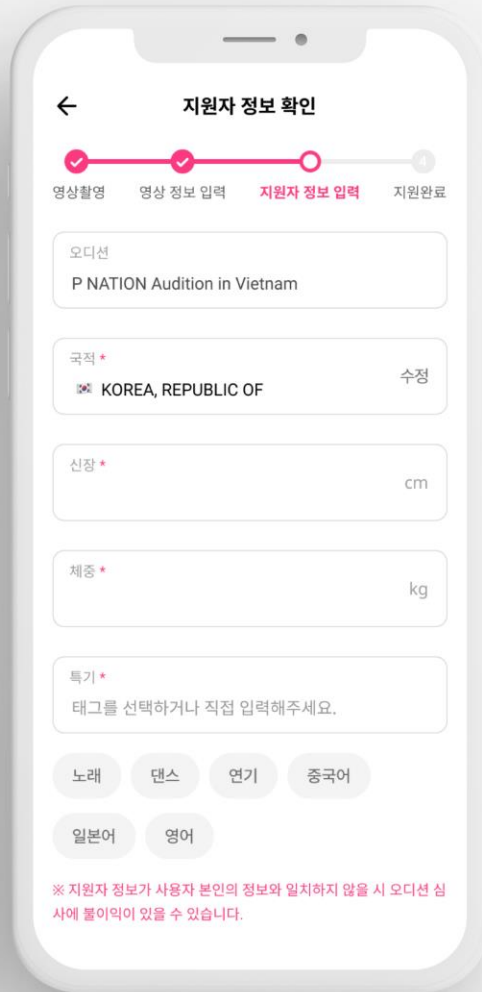 지원자 정보 확인
4
영상촬영 영상 정보 입력 지원자 정보 입력 지원완료
오디션
P NATION Audition in Vietnam
국적 *
KOREA, REPUBLIC OF 수정
신장 *
cm
체중 *
kg
특기 *
태그를 선택하거나 직접 입력해주세요.
노래 댄스 연기 중국어
일본어 영어
※ 지원자 정보가 사용자 본인의 정보와 일치하지 않을 시 오디션 심
사에 불이익이 있을 수 있습니다.